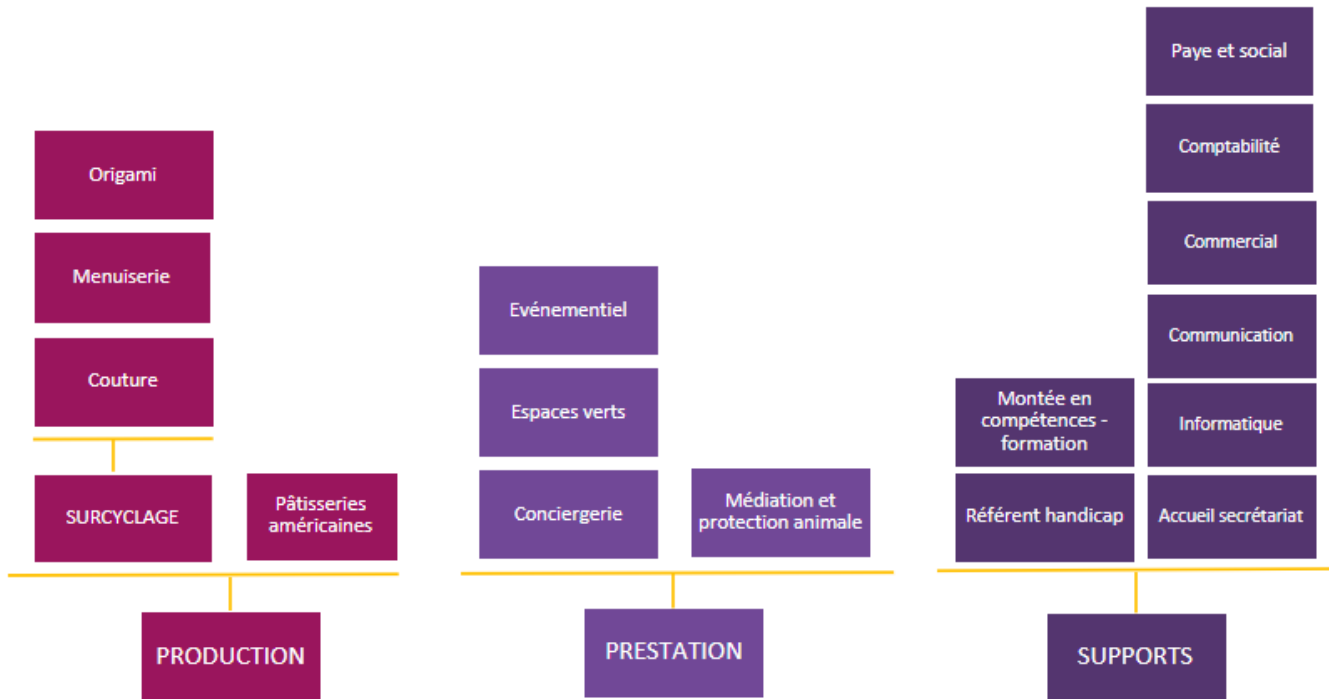 Origami
Menuiserie
Couture
SURCYCLAGE
Pâtisseries
américaines
PRODUCTION
Evénementiel
Espaces verts
Conciergerie
Médiation et
protection animale
PRESTATION
Paye et social
Comptabilité
Commercial
Communication
Montée en
compétences -
formation
Informatique
Référent handicap
Accueil secrétariat
SUPPORTS